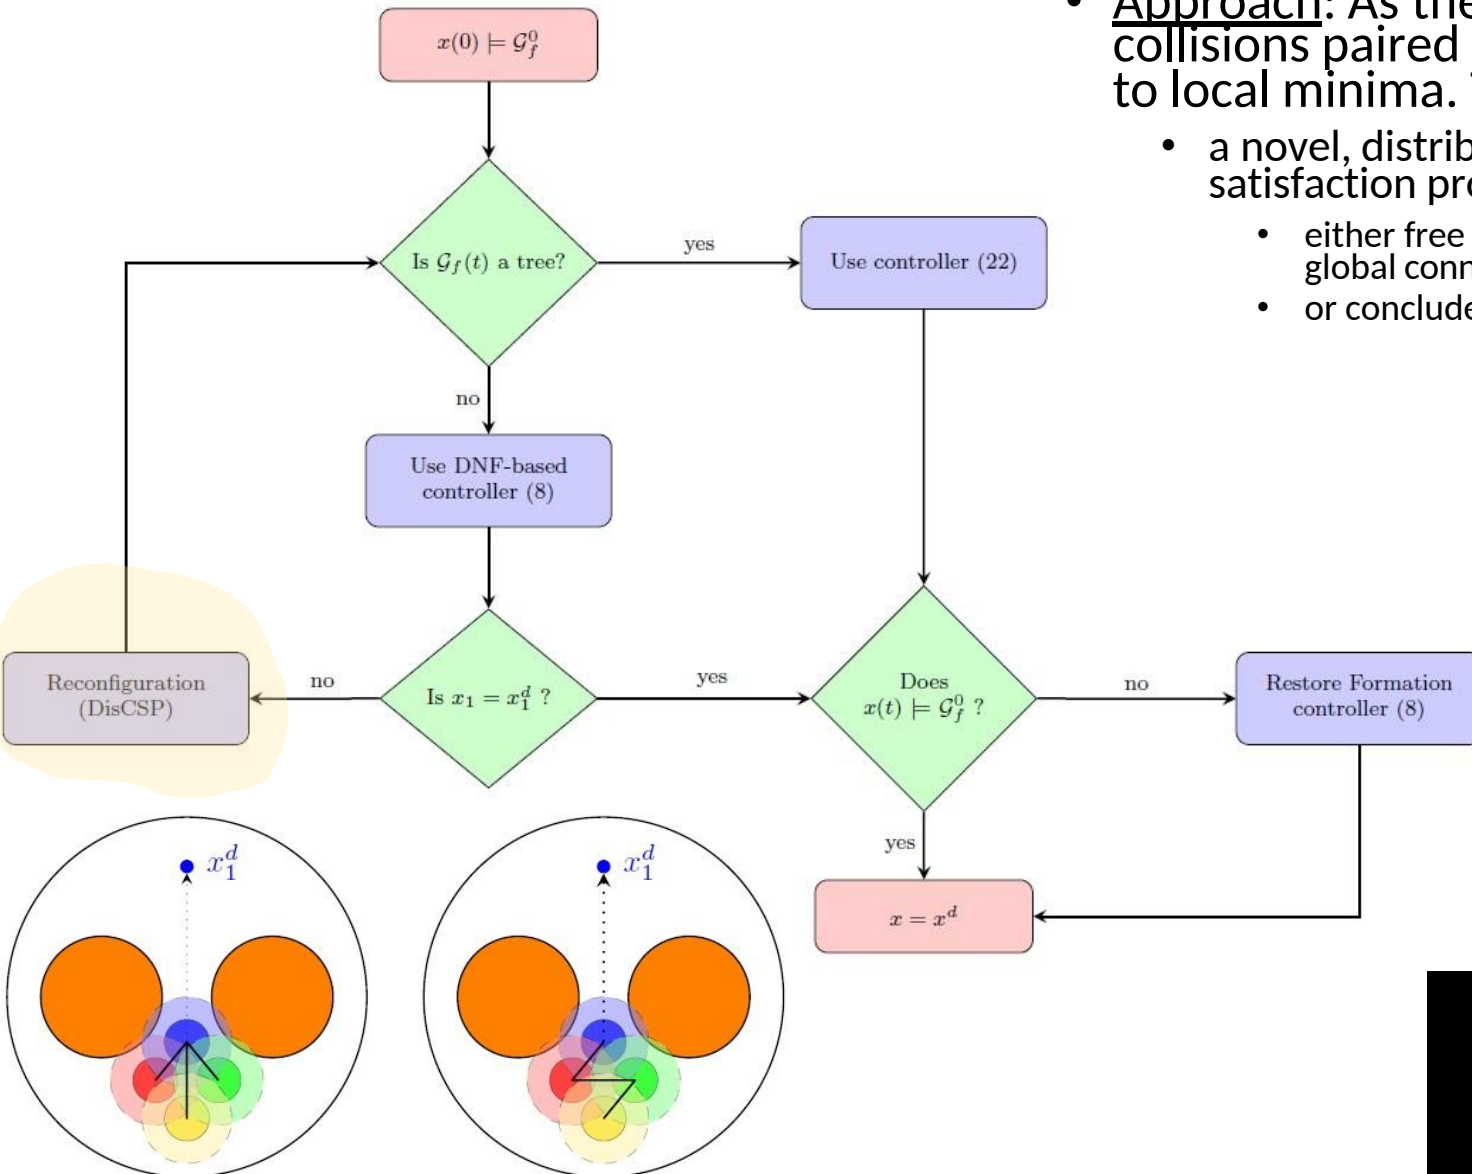 x(0) ⊨ 𝒢_f^0
Is 𝒢_f(t) a tree?
yes
Use controller (22)
no
Use DNF-based
controller (8)
Reconfiguration
(DisCSP)
no
Is x_1 = x_1^d ?
yes
Does
x(t) ⊨ 𝒢_f^0 ?
no
Restore Formation
controller (8)
yes
x = x^d
x_1^d
x_1^d
• Approach: As the
collisions paired
to local minima.
• a novel, distrib
satisfaction pro
• either free
global conn
• or conclude